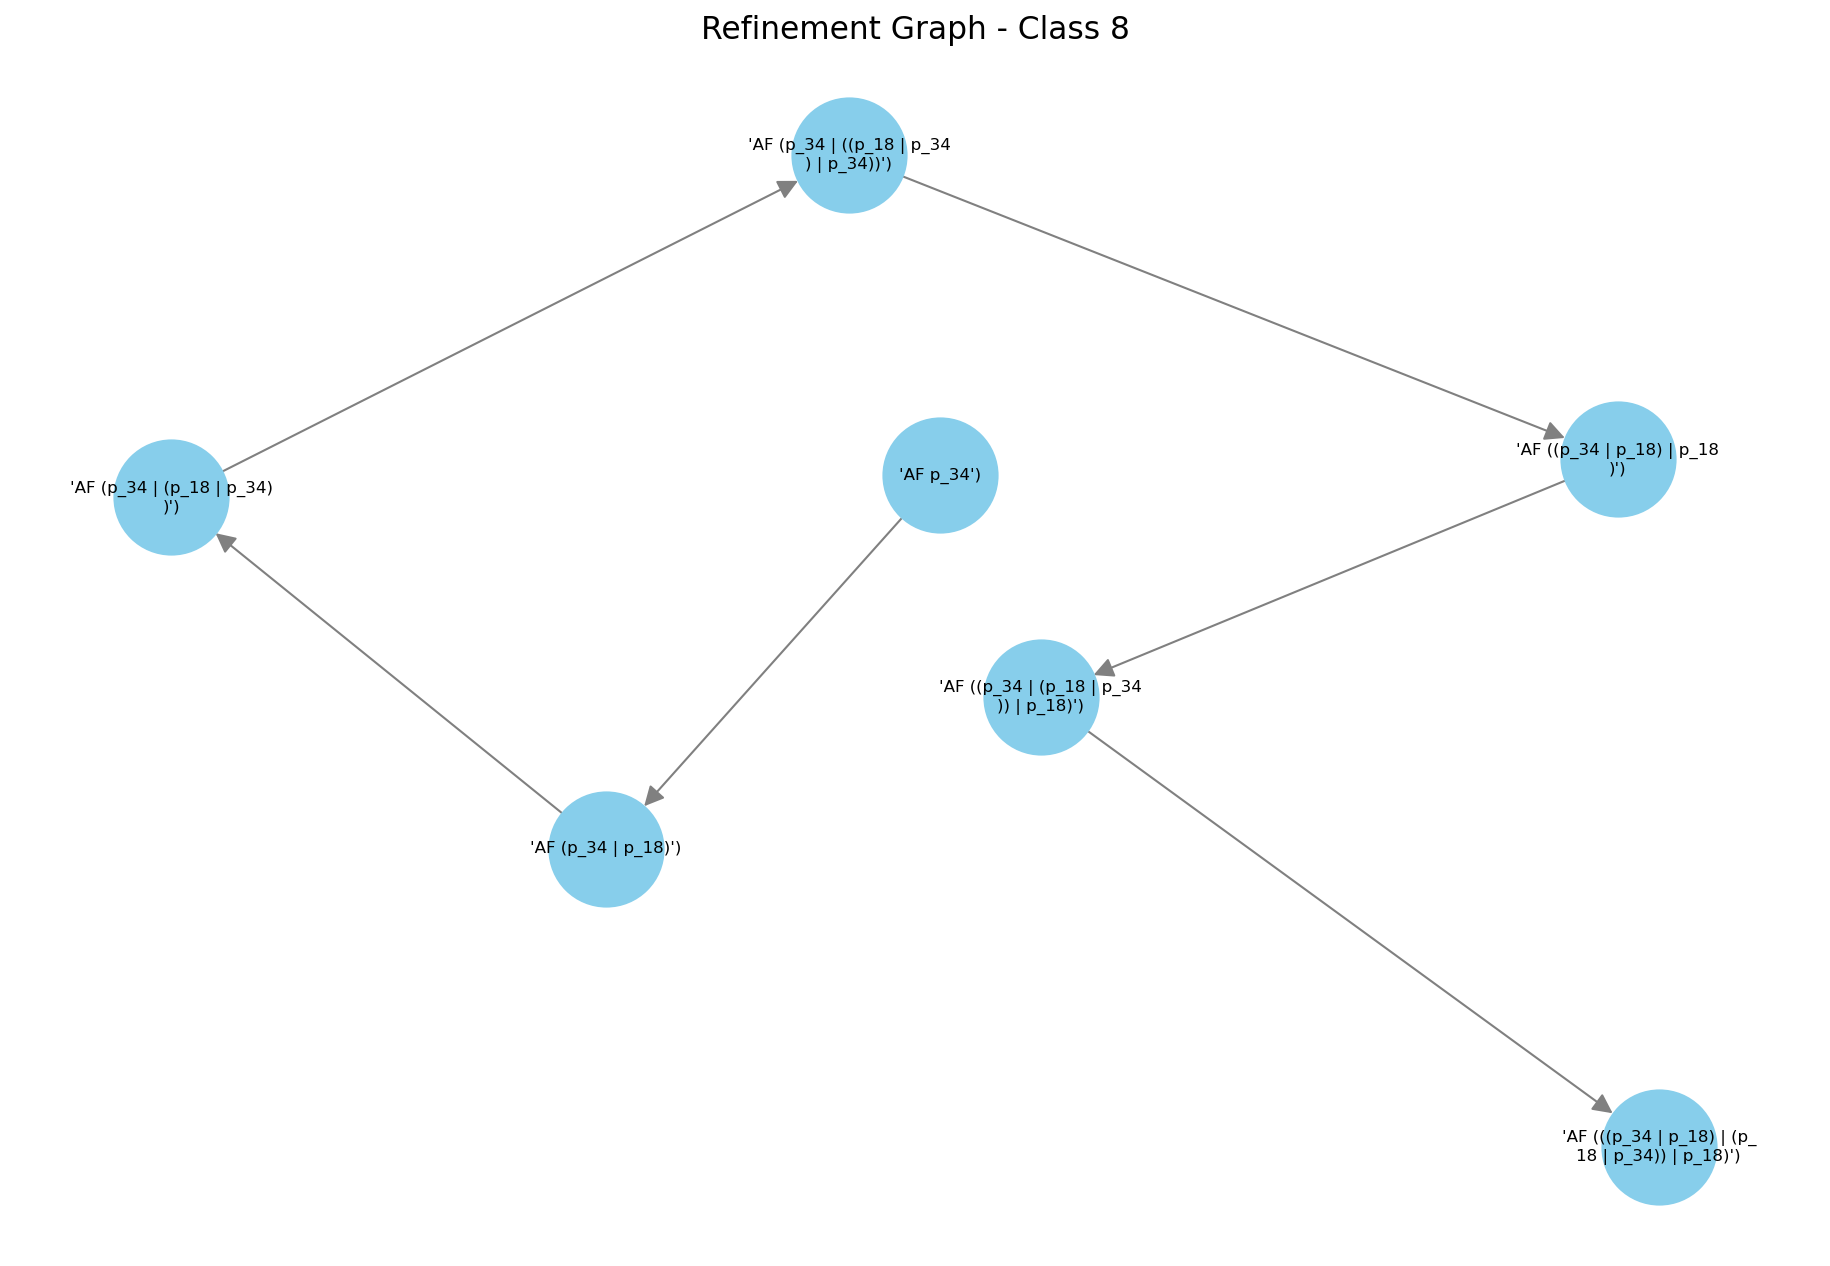 Refinement Graph - Class 8
'AF (p_34 | ((p_18 | p_34
) | p_34))')
'AF ((p_34 | p_18) | p_18
)')
'AF p_34')
'AF (p_34 | (p_18 | p_34)
)')
'AF ((p_34 | (p_18 | p_34
)) | p_18)')
'AF (p_34 | p_18)')
'AF (((p_34 | p_18) | (p_
18 | p_34)) | p_18)')